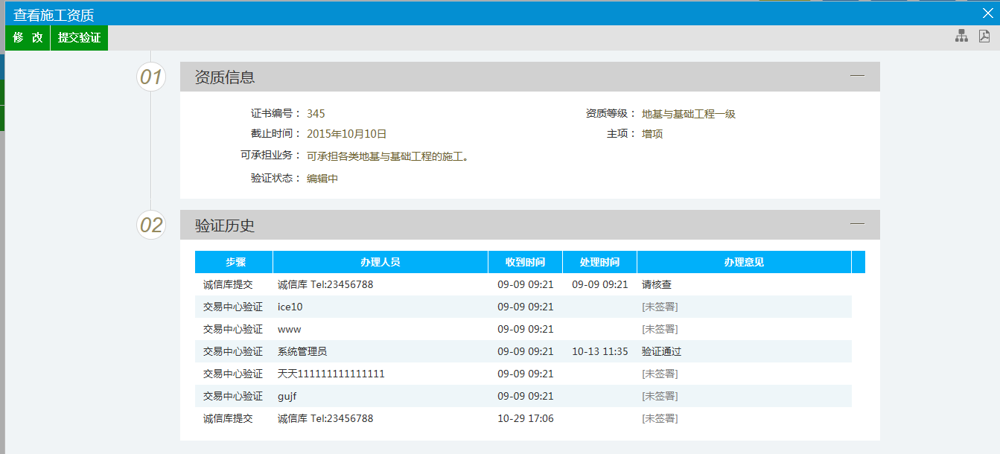 查看施工资质
修 改 提交验证
01 资质信息
证书编号： 345 资质等级： 地基与基础工程一级
截止时间： 2015年10月10日 主项： 增项
可承担业务： 可承担各类地基与基础工程的施工。
验证状态： 编辑中
02 验证历史
步骤 办理人员 收到时间 处理时间 办理意见
诚信库提交 诚信库 Tel:23456788 09-09 09:21 09-09 09:21 请核查
交易中心验证 ice10 09-09 09:21 [未签署]
交易中心验证 www 09-09 09:21 [未签署]
交易中心验证 系统管理员 09-09 09:21 10-13 11:35 验证通过
交易中心验证 天天111111111111111 09-09 09:21 [未签署]
交易中心验证 gujf 09-09 09:21 [未签署]
诚信库提交 诚信库 Tel:23456788 10-29 17:06 [未签署]